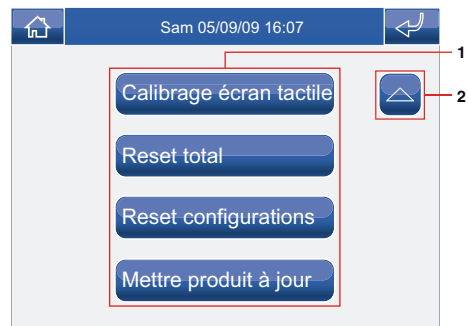 Sam 05/09/09 16:07
1
Calibrage écran tactile
2
Reset total
Reset configurations
Mettre produit à jour